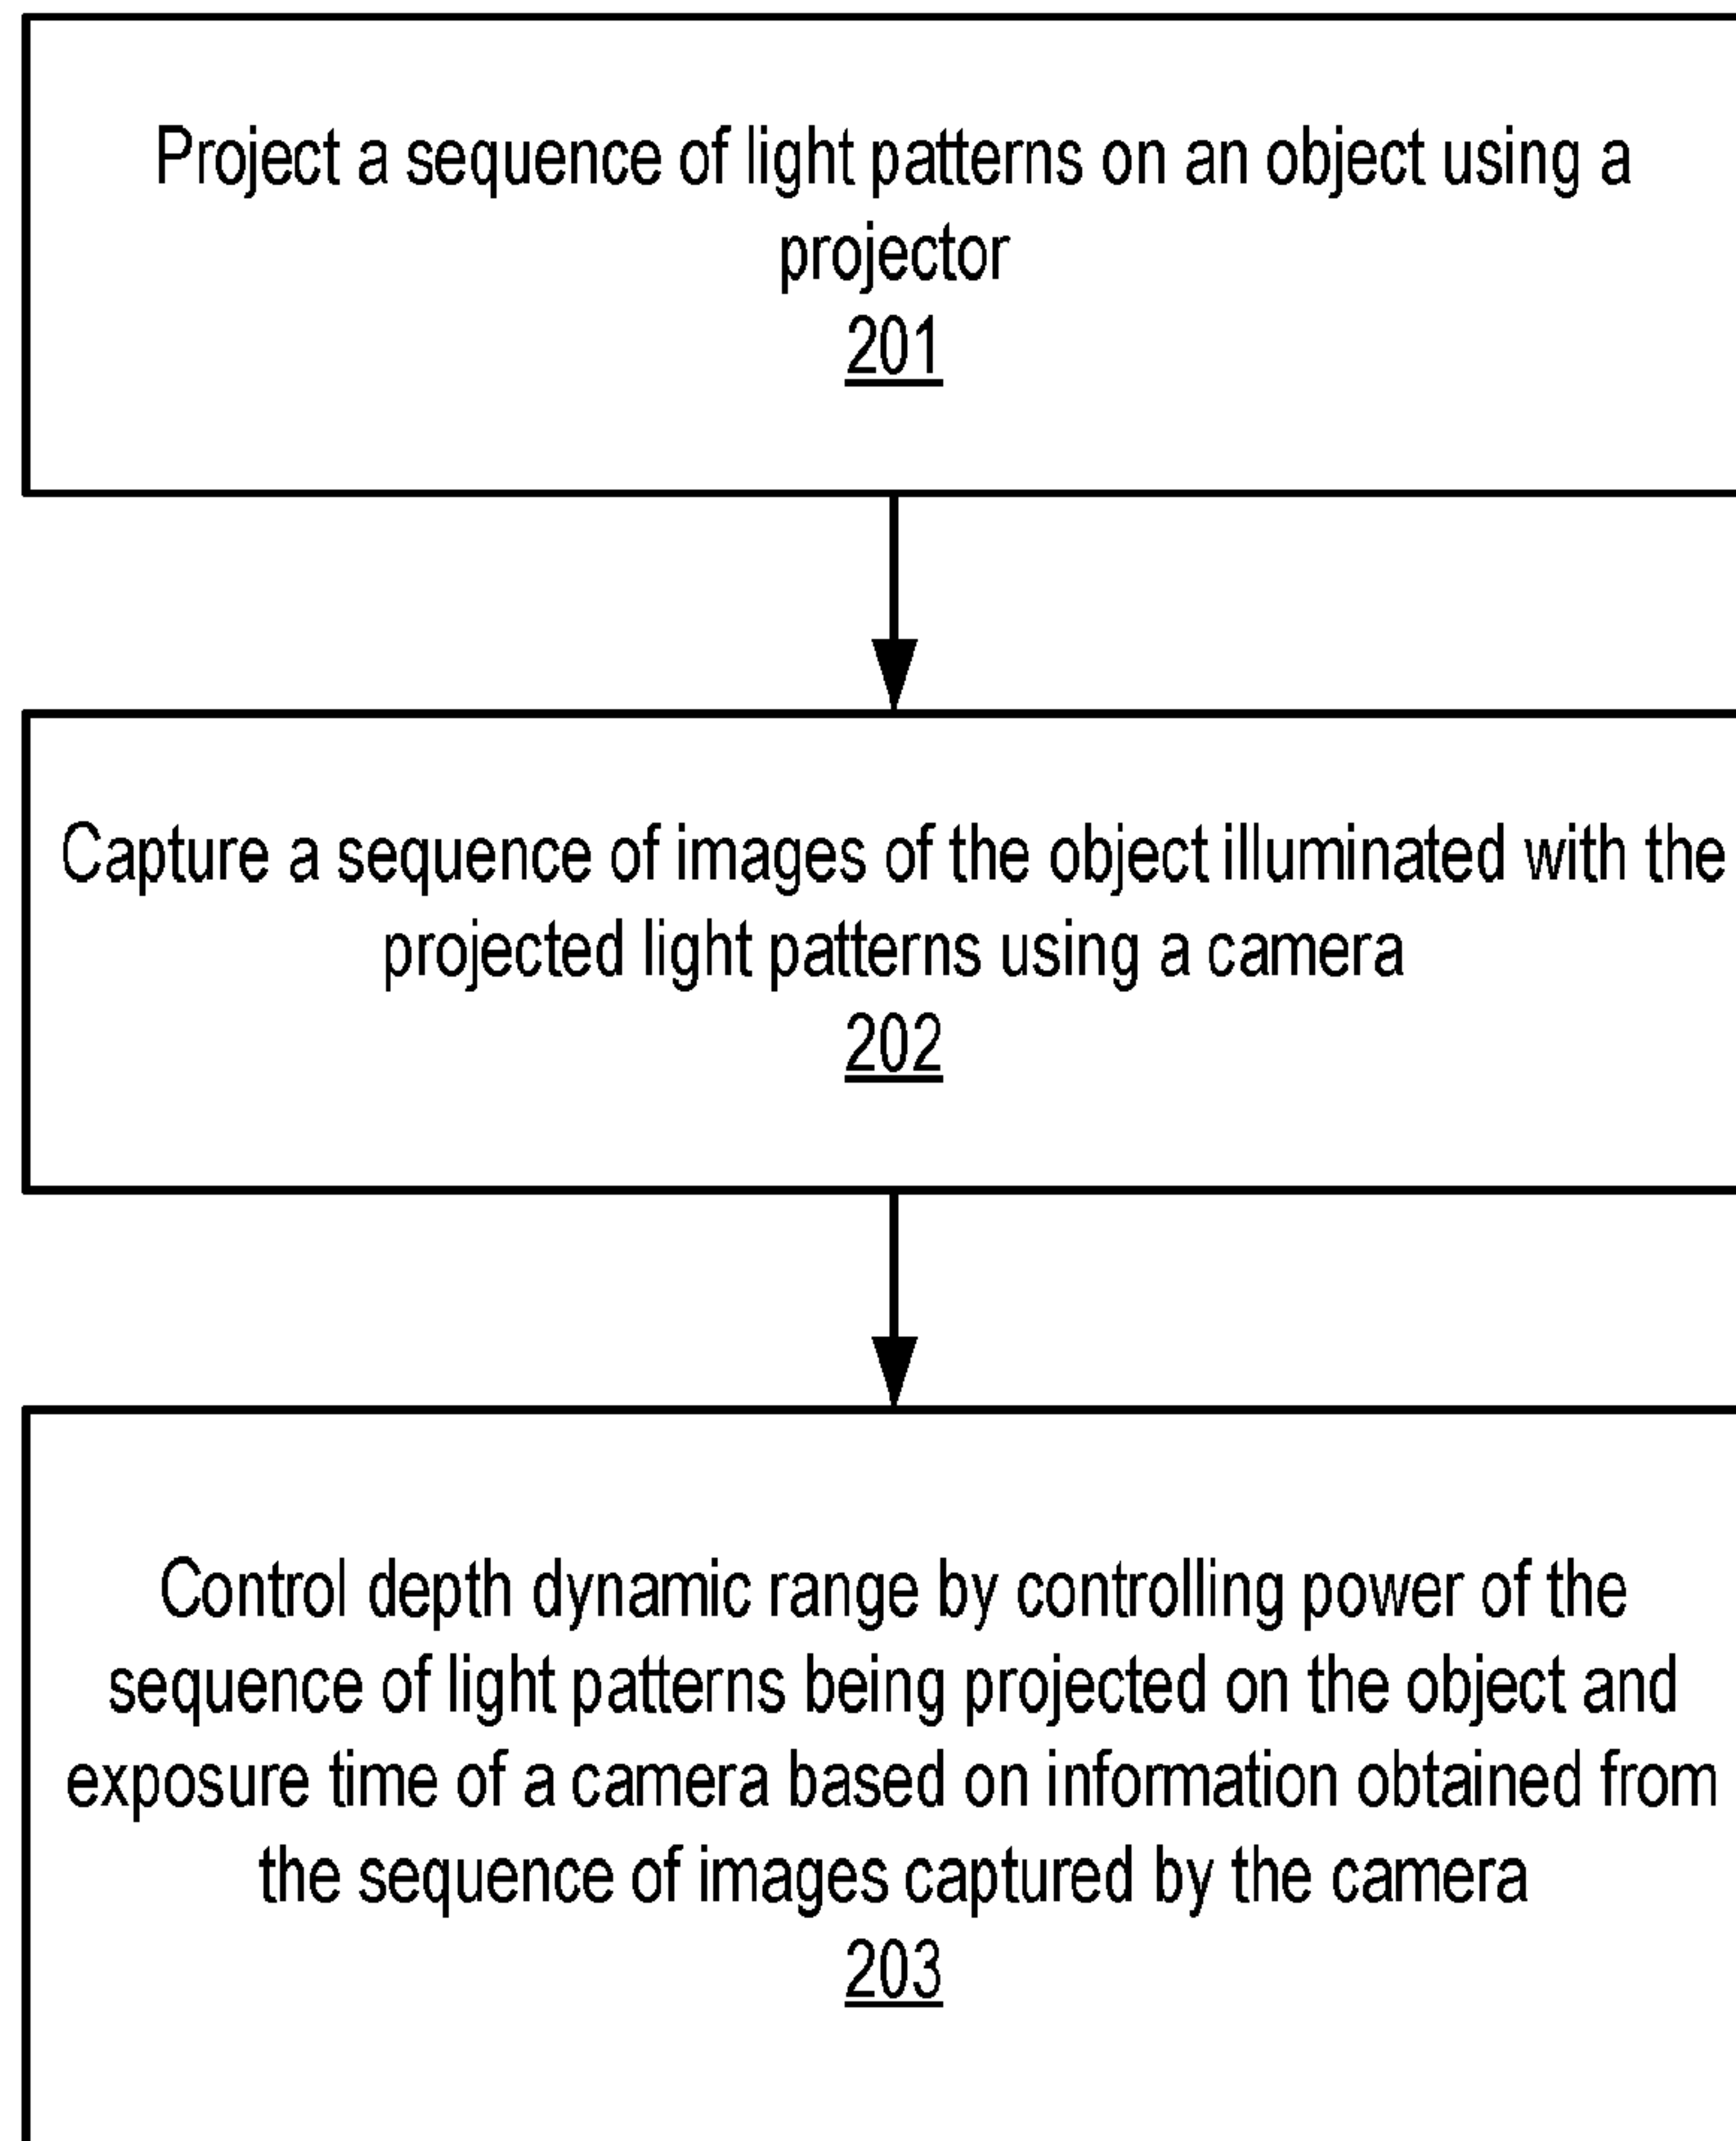 Project a sequence of light patterns on an object using a
projector
201
Capture a sequence of images of the object illuminated with the
projected light patterns using a camera
202
Control depth dynamic range by controlling power of the
sequence of light patterns being projected on the object and
exposure time of a camera based on information obtained from
the sequence of images captured by the camera
203